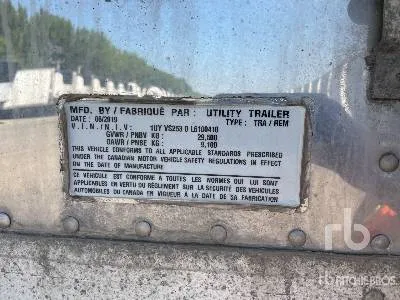 MFD. BY / FABRIQUÉ PAR : UTILITY TRAILER
DATE : 06/2019 TYPE : TRA / REM
V.I.N./N.I.V: 1UY VS253 0 L6100410
GVWR / PNBV KG : 29,500
GAWR / PNBE KG : 9,100
THIS VEHICLE CONFORMS TO ALL APPLICABLE STANDARDS PRESCRIBED
UNDER THE CANADIAN MOTOR VEHICLE SAFETY REGULATIONS IN EFFECT
ON THE DATE OF MANUFACTURE
CE VÉHICULE EST CONFORME À TOUTES LES NORMES QUI LUI SONT
APPLICABLES EN VERTU DU RÈGLEMENT SUR LA SÉCURITÉ DES VÉHICULES
AUTOMOBILES DU CANADA EN VIGUEUR À LA DATE DE SA FABRICATION
rb
RITCHIE BROS